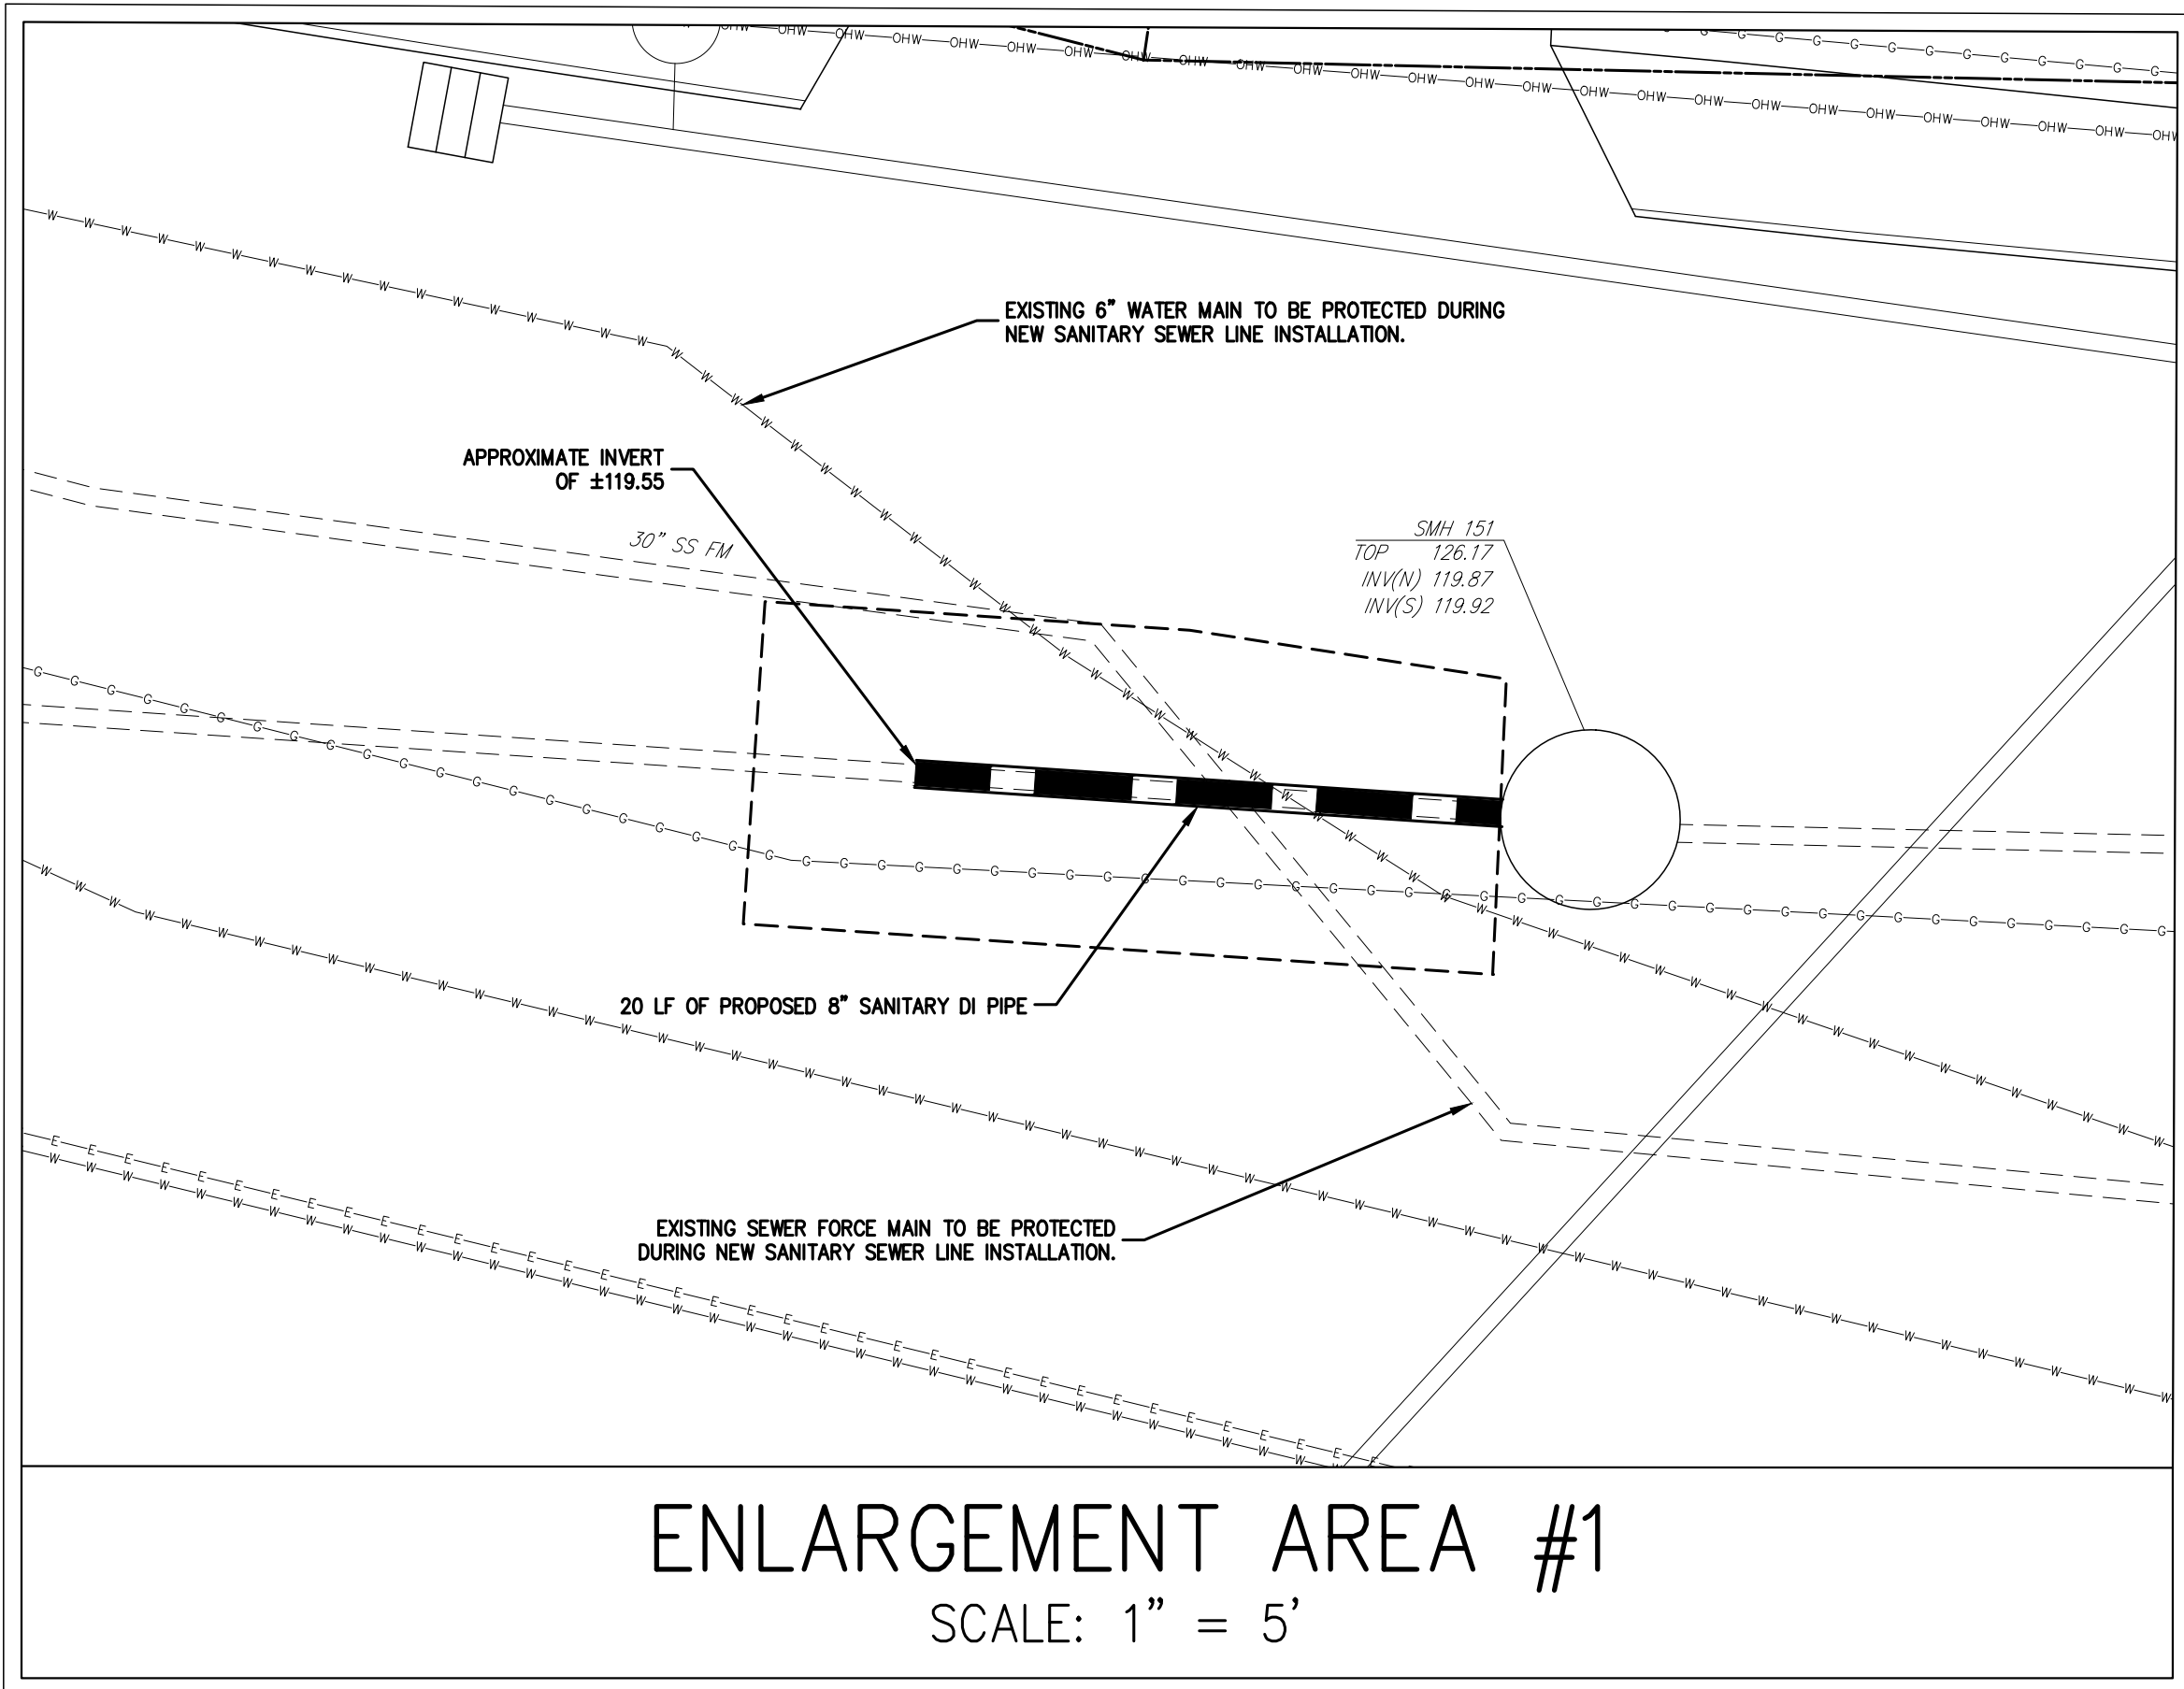 EXISTING 6" WATER MAIN TO BE PROTECTED DURING
NEW SANITARY SEWER LINE INSTALLATION.
APPROXIMATE INVERT
OF ±119.55
30" SS FM
SMH 151
TOP 126.17
INV(N) 119.87
INV(S) 119.92
20 LF OF PROPOSED 8" SANITARY DI PIPE
EXISTING SEWER FORCE MAIN TO BE PROTECTED
DURING NEW SANITARY SEWER LINE INSTALLATION.
ENLARGEMENT AREA #1
SCALE: 1" = 5'